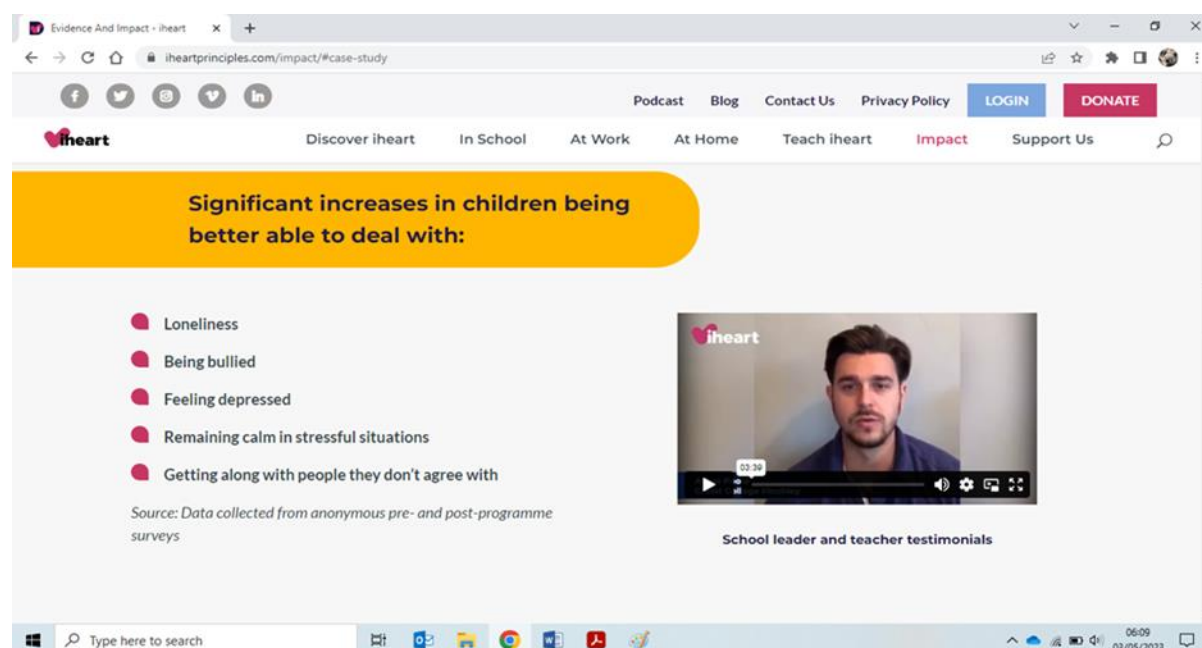 Evidence And Impact - iheart
iheartprinciples.com/impact/#case-study
Podcast Blog Contact Us Privacy Policy LOGIN DONATE
iheart Discover iheart In School At Work At Home Teach iheart Impact Support Us
Significant increases in children being
better able to deal with:
Loneliness
Being bullied
Feeling depressed
Remaining calm in stressful situations
Getting along with people they don't agree with
Source: Data collected from anonymous pre- and post-programme
surveys
iheart
03:39
School leader and teacher testimonials
Type here to search
06:09
03/05/2023